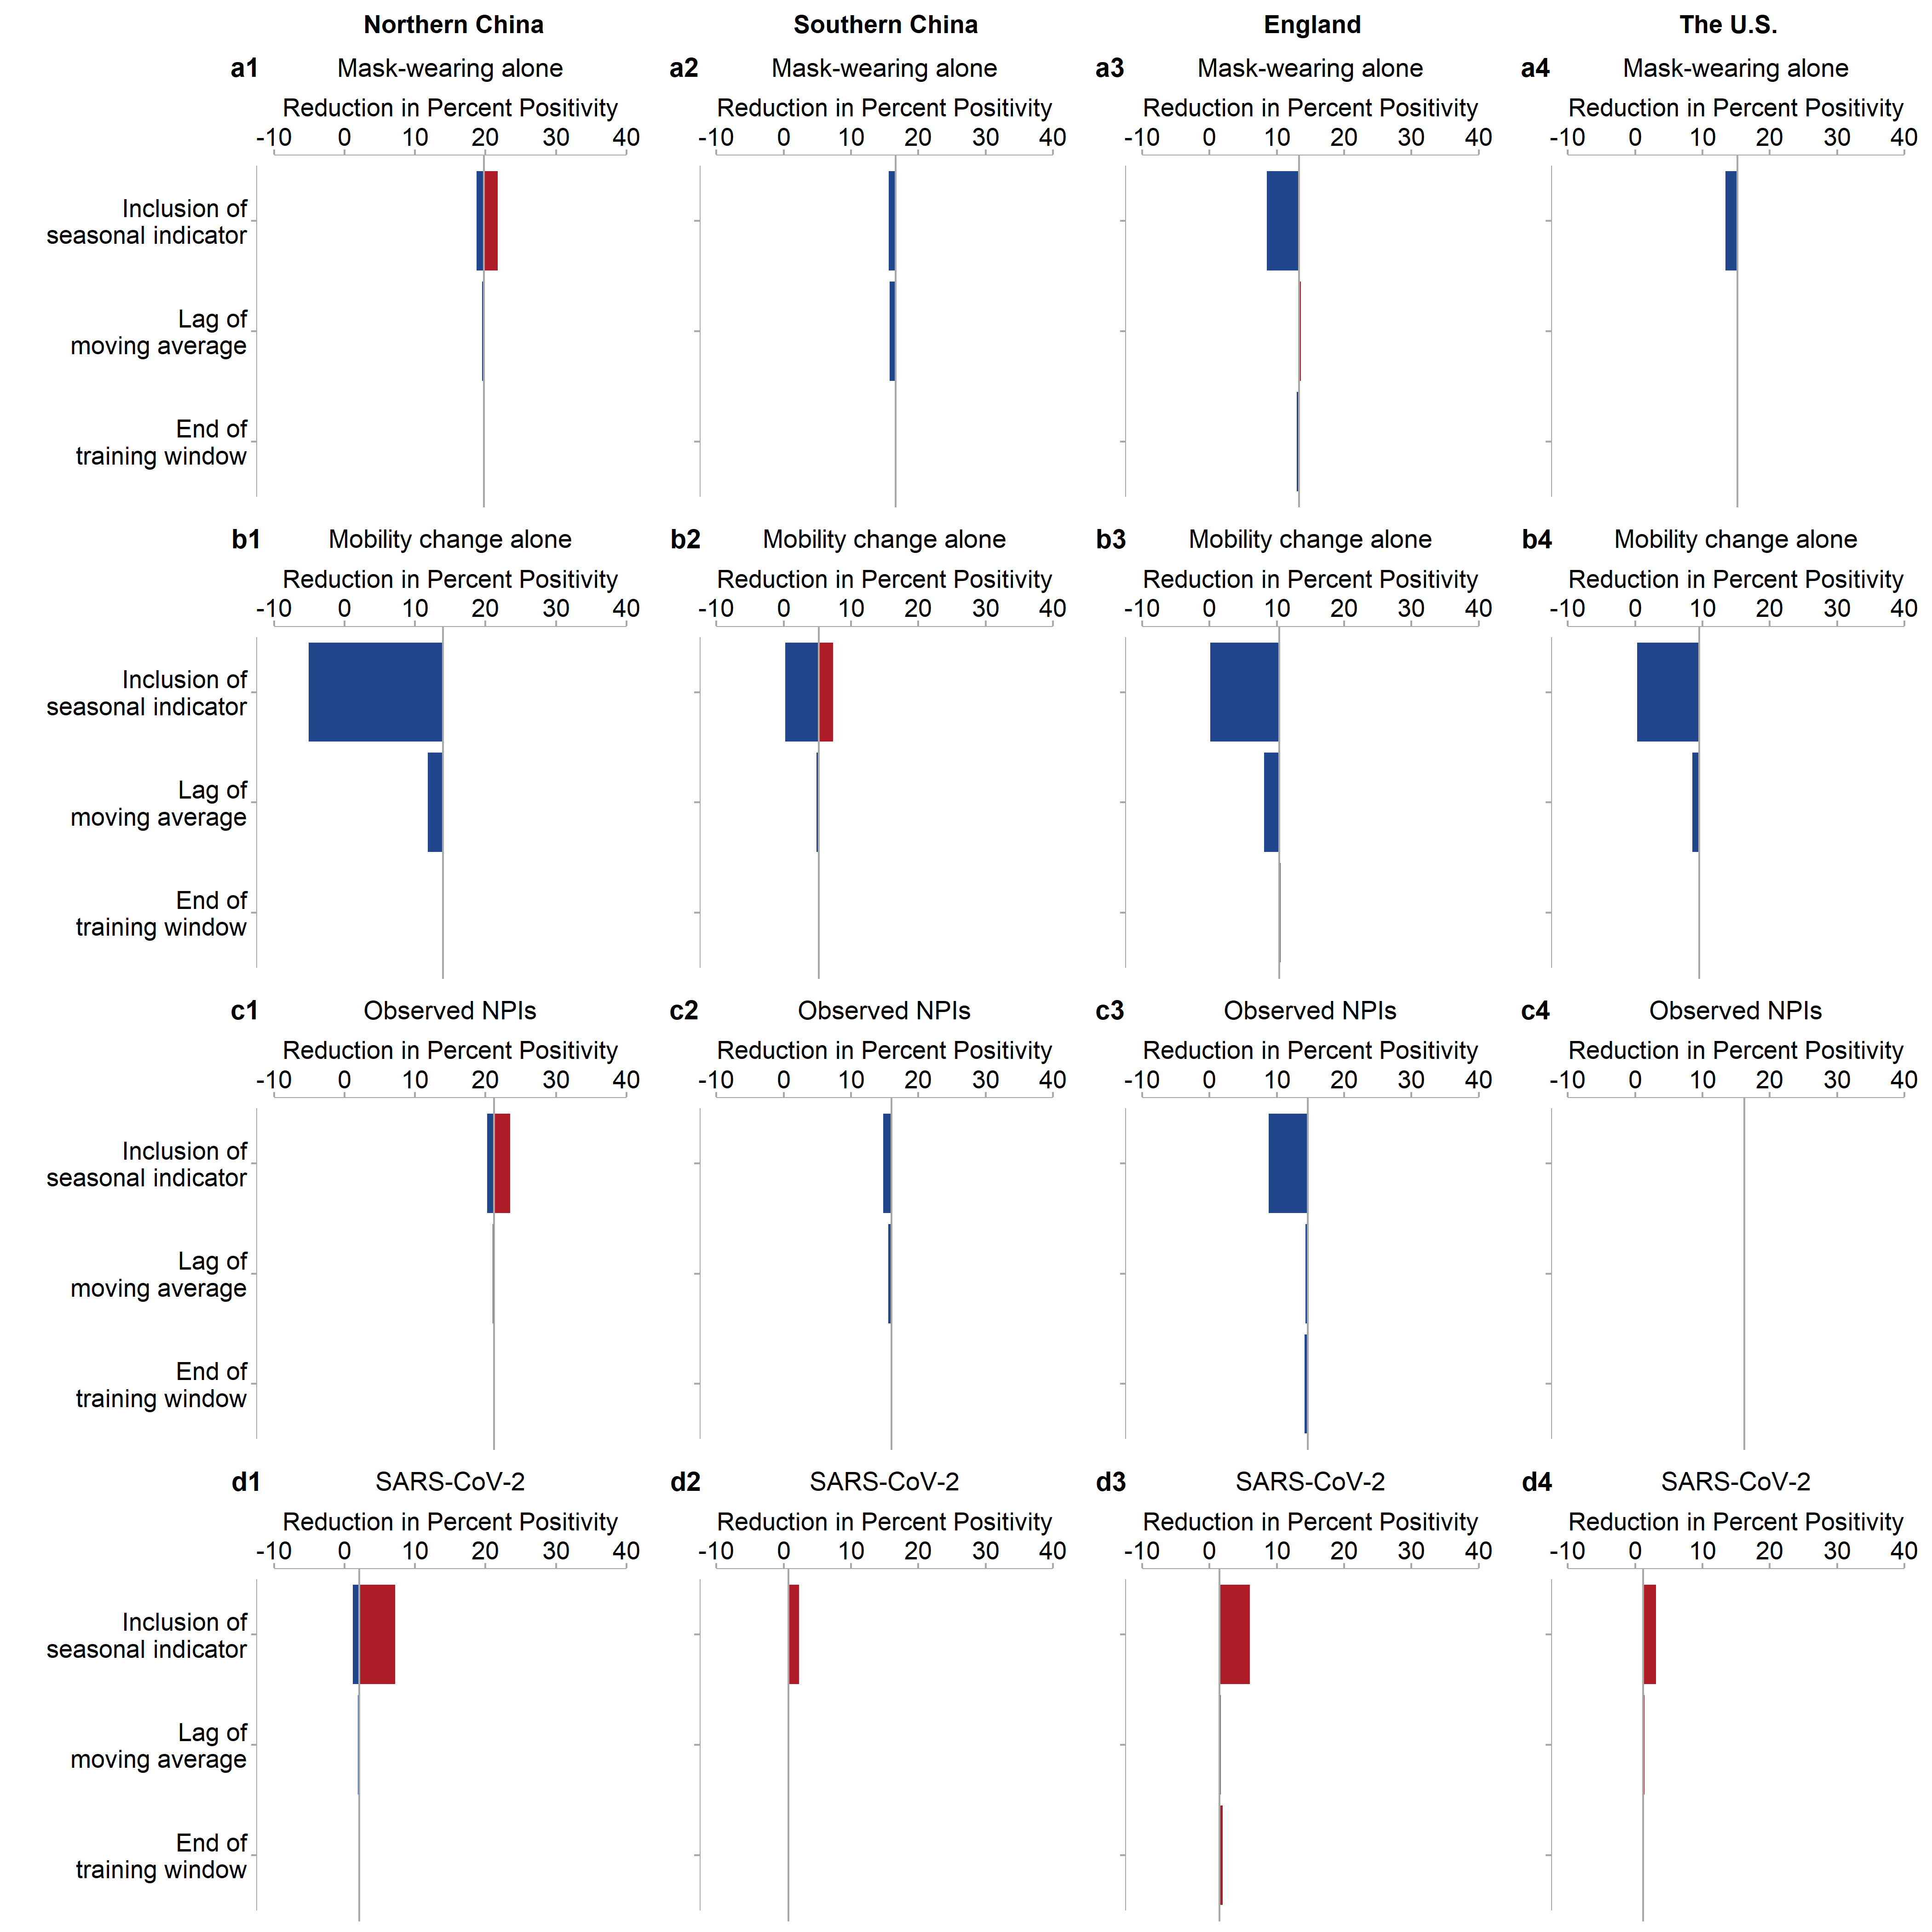 Northern China Southern China England The U.S.
a1 Mask-wearing alone a2 Mask-wearing alone a3 Mask-wearing alone a4 Mask-wearing alone
Reduction in Percent Positivity Reduction in Percent Positivity Reduction in Percent Positivity Reduction in Percent Positivity
-10 0 10 20 30 40 -10 0 10 20 30 40 -10 0 10 20 30 40 -10 0 10 20 30 40
Inclusion of
seasonal indicator
Lag of
moving average
End of
training window
b1 Mobility change alone b2 Mobility change alone b3 Mobility change alone b4 Mobility change alone
Reduction in Percent Positivity Reduction in Percent Positivity Reduction in Percent Positivity Reduction in Percent Positivity
-10 0 10 20 30 40 -10 0 10 20 30 40 -10 0 10 20 30 40 -10 0 10 20 30 40
Inclusion of
seasonal indicator
Lag of
moving average
End of
training window
c1 Observed NPIs c2 Observed NPIs c3 Observed NPIs c4 Observed NPIs
Reduction in Percent Positivity Reduction in Percent Positivity Reduction in Percent Positivity Reduction in Percent Positivity
-10 0 10 20 30 40 -10 0 10 20 30 40 -10 0 10 20 30 40 -10 0 10 20 30 40
Inclusion of
seasonal indicator
Lag of
moving average
End of
training window
d1 SARS-CoV-2 d2 SARS-CoV-2 d3 SARS-CoV-2 d4 SARS-CoV-2
Reduction in Percent Positivity Reduction in Percent Positivity Reduction in Percent Positivity Reduction in Percent Positivity
-10 0 10 20 30 40 -10 0 10 20 30 40 -10 0 10 20 30 40 -10 0 10 20 30 40
Inclusion of
seasonal indicator
Lag of
moving average
End of
training window